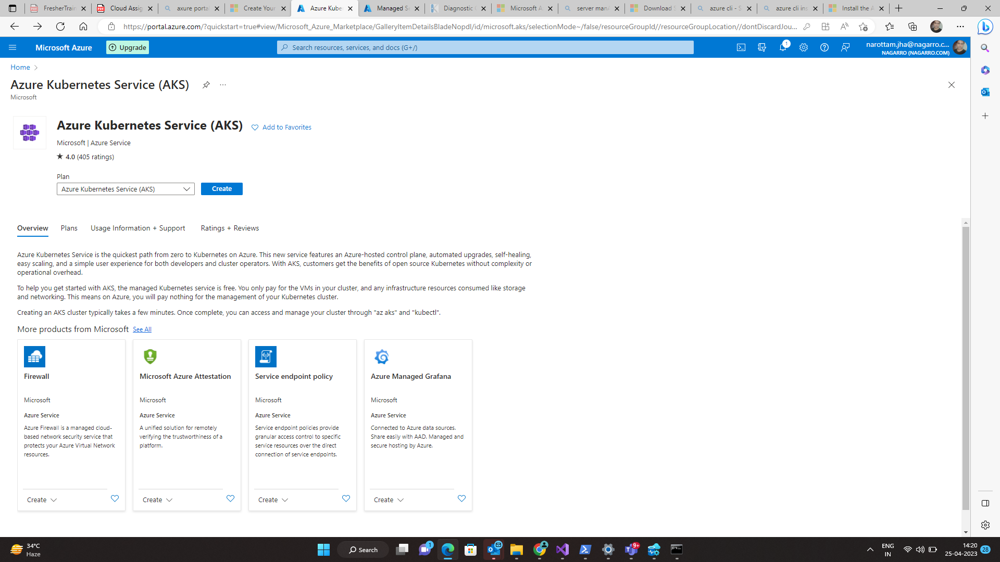 FresherTrain
Cloud Assig
axure portal
Create Your
Azure Kuber
Managed Se
Diagnostic
Microsoft A
server manA
Download S
azure cli - S
azure cli ins
Install the A
https://portal.azure.com/?quickstart=true#view/Microsoft_Azure_Marketplace/GalleryItemDetailsBladeNopdl/id/microsoft.aks/selectionMode~/false/resourceGroupId//resourceGroupLocation//dontDiscardJou...
Microsoft Azure
Upgrade
Search resources, services, and docs (G+/)
1
narottam.jha@nagarro.c...
NAGARRO (NAGARRO.COM)
Home
Azure Kubernetes Service (AKS)
Microsoft
Azure Kubernetes Service (AKS)
Add to Favorites
Microsoft | Azure Service
★ 4.0 (405 ratings)
Plan
Azure Kubernetes Service (AKS)
Create
Overview
Plans
Usage Information + Support
Ratings + Reviews
Azure Kubernetes Service is the quickest path from zero to Kubernetes on Azure. This new service features an Azure-hosted control plane, automated upgrades, self-healing,
easy scaling, and a simple user experience for both developers and cluster operators. With AKS, customers get the benefits of open source Kubernetes without complexity or
operational overhead.
To help you get started with AKS, the managed Kubernetes service is free. You only pay for the VMs in your cluster, and any infrastructure resources consumed like storage
and networking. This means on Azure, you will pay nothing for the management of your Kubernetes cluster.
Creating an AKS cluster typically takes a few minutes. Once complete, you can access and manage your cluster through "az aks" and "kubectl".
More products from Microsoft See All
Firewall
Microsoft
Azure Service
Azure Firewall is a managed cloud-
based network security service that
protects your Azure Virtual Network
resources.
Create
Microsoft Azure Attestation
Microsoft
Azure Service
A unified solution for remotely
verifying the trustworthiness of a
platform.
Create
Service endpoint policy
Microsoft
Azure Service
Service endpoint policies provide
granular access control to specific
service resources over the direct
connection of service endpoints.
Create
Azure Managed Grafana
Microsoft
Azure Service
Connected to Azure data sources.
Share easily with AAD. Managed and
secure hosting by Azure.
Create
34°C
Haze
Search
1
9+
ENG
IN
14:20
25-04-2023
28